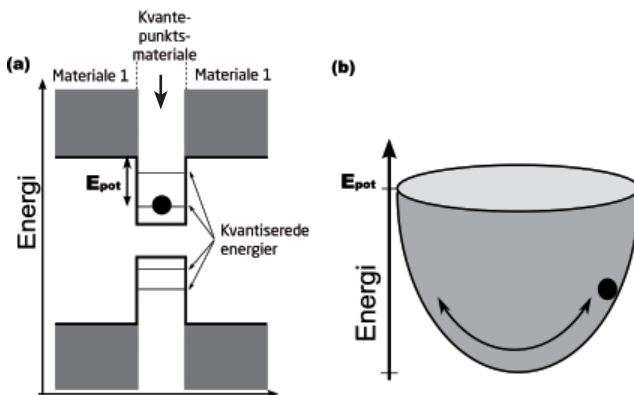 Kvante-
punkts-
materiale
(a)
Materiale 1
Materiale 1
Energi
Epot
Kvantiserede
energier
(b)
Epot
Energi